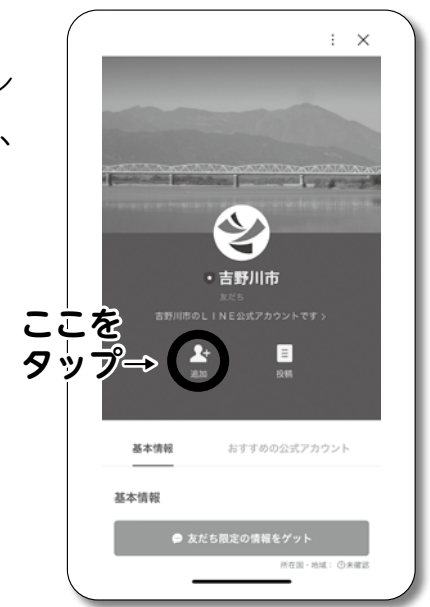 ン
、
吉野川市
友だち
吉野川市のLINE公式アカウントです >
ここを
タップ→
追加
投稿
基本情報
おすすめの公式アカウント
基本情報
友だち限定の情報をゲット
所在国・地域: 未確認